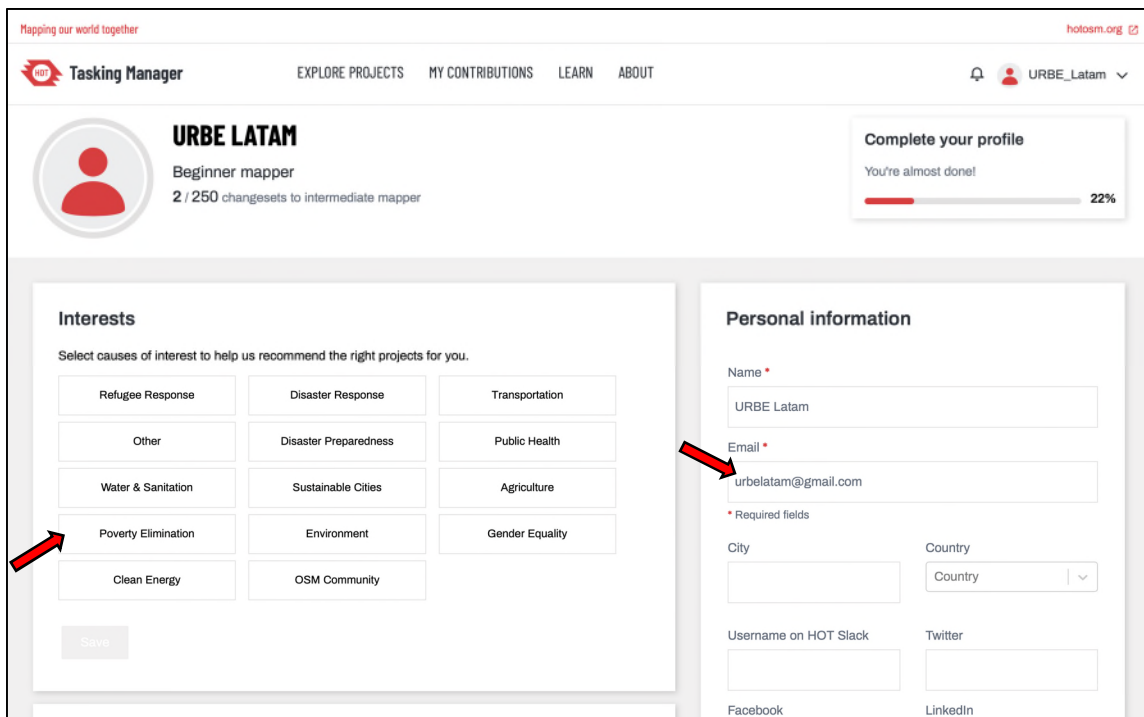 Mapping our world together
hotosm.org
HOT Tasking Manager EXPLORE PROJECTS MY CONTRIBUTIONS LEARN ABOUT URBE_Latam
URBE LATAM
Beginner mapper
2 / 250 changesets to intermediate mapper
Complete your profile
You're almost done!
22%
Interests
Select causes of interest to help us recommend the right projects for you.
Refugee Response Disaster Response Transportation
Other Disaster Preparedness Public Health
Water & Sanitation Sustainable Cities Agriculture
Poverty Elimination Environment Gender Equality
Clean Energy OSM Community
Save
Personal information
Name *
URBE Latam
Email *
urbelatam@gmail.com
* Required fields
City Country
Country
Username on HOT Slack Twitter
Facebook LinkedIn